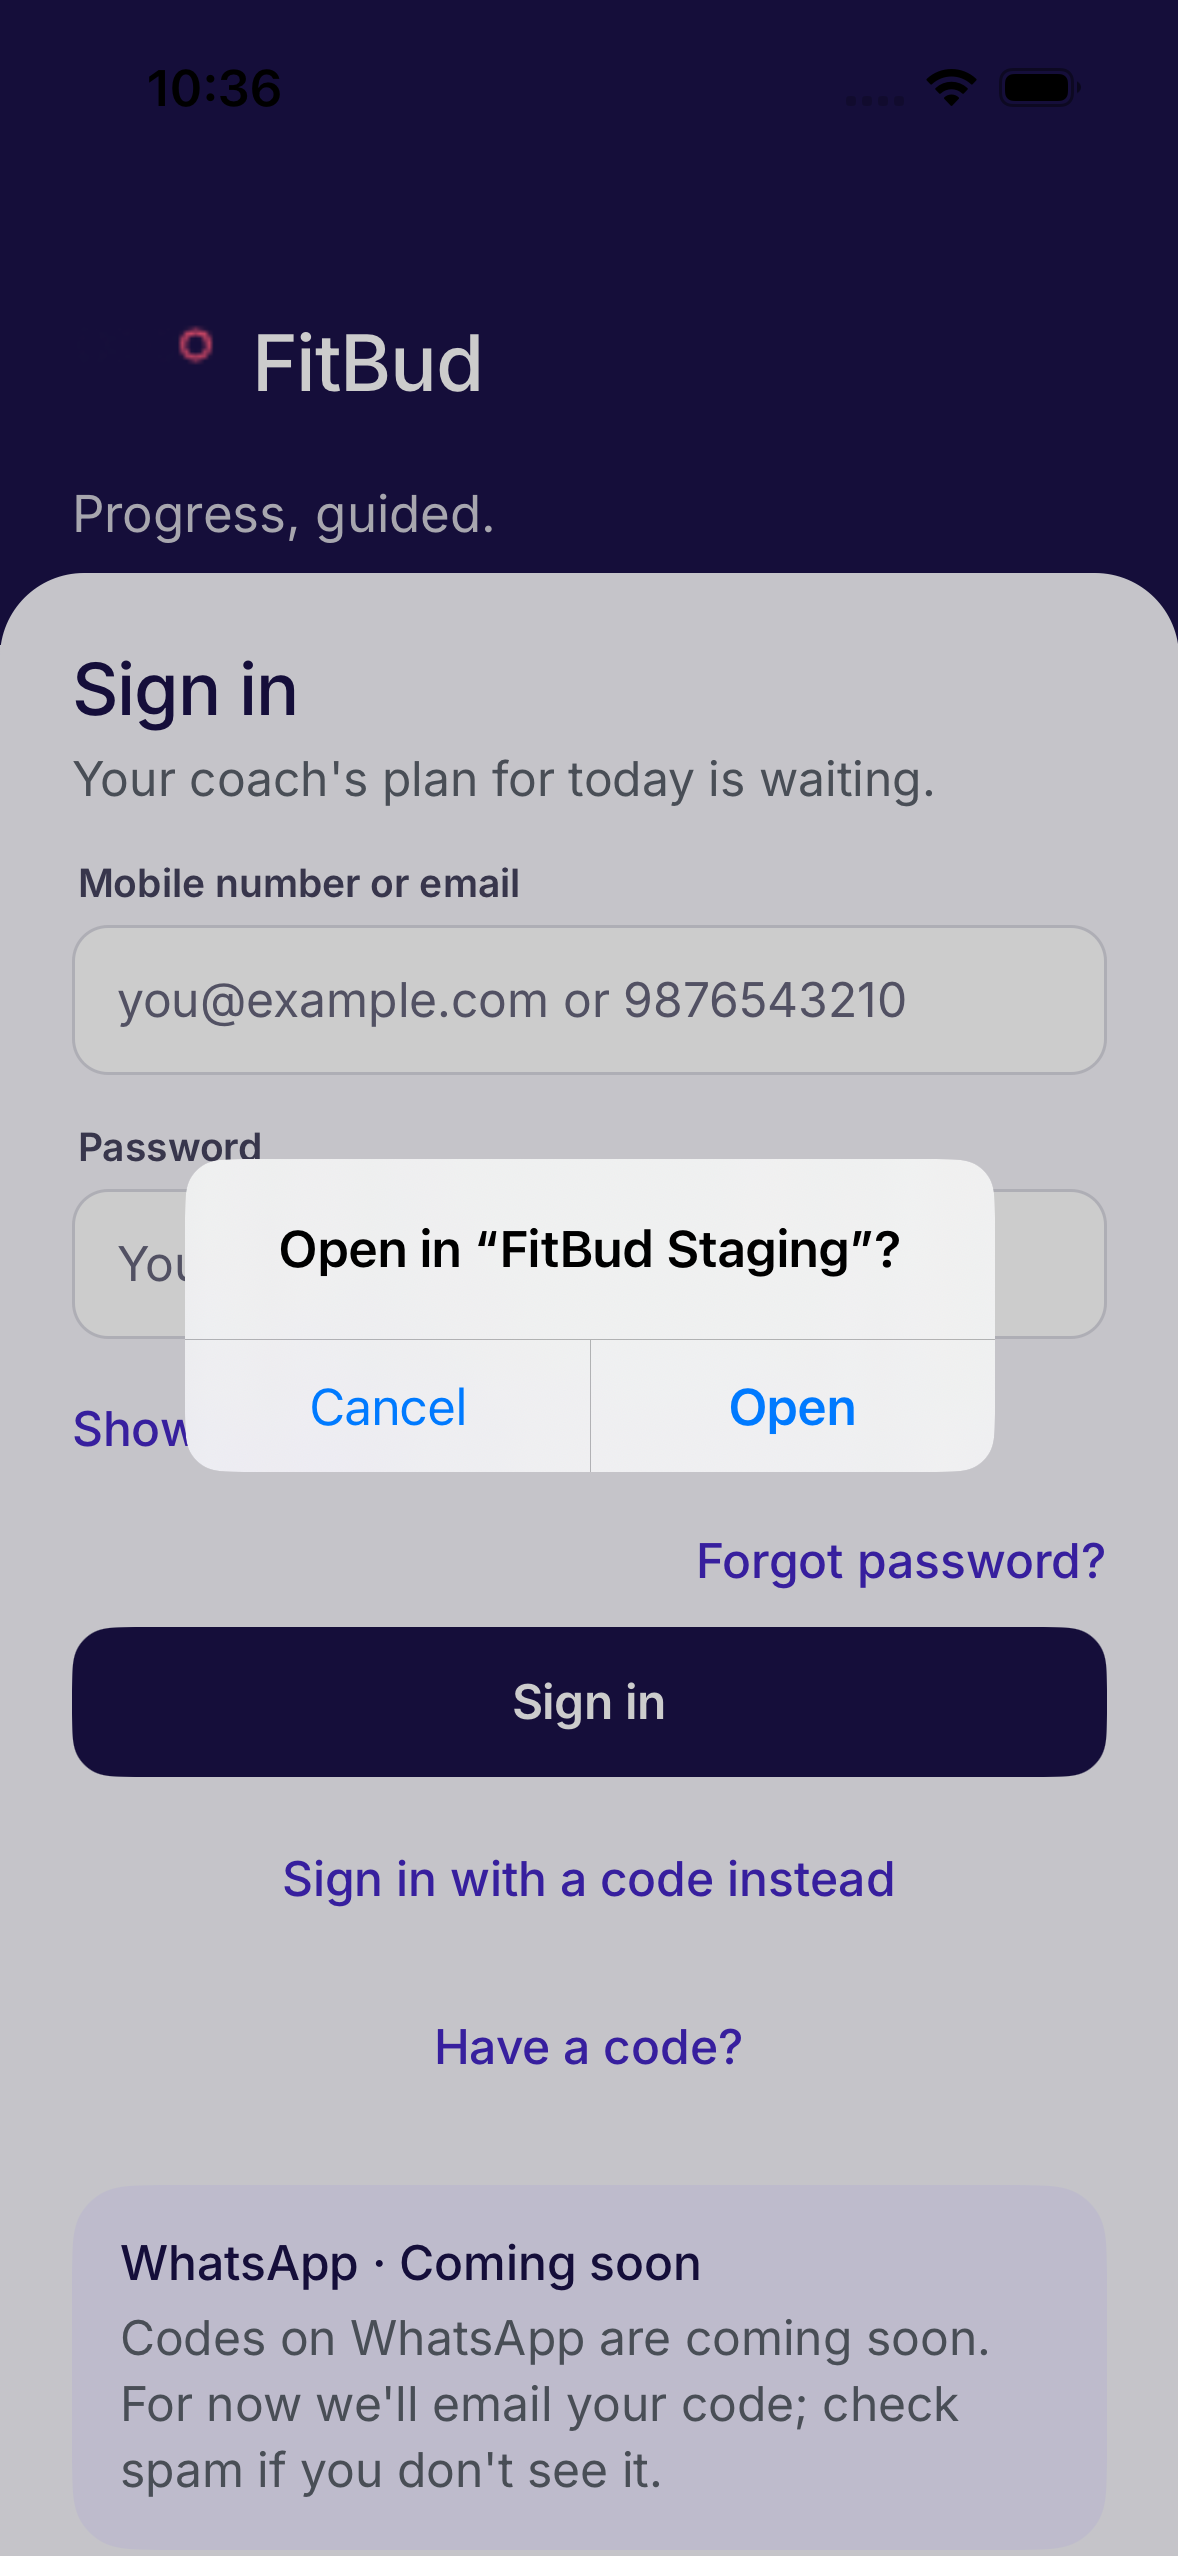 10:36
FitBud
Progress, guided.
Sign in
Your coach's plan for today is waiting.
Mobile number or email
you@example.com or 9876543210
Password
Open in “FitBud Staging”?
Cancel
Open
Show
Forgot password?
Sign in
Sign in with a code instead
Have a code?
WhatsApp · Coming soon
Codes on WhatsApp are coming soon.
For now we'll email your code; check
spam if you don't see it.